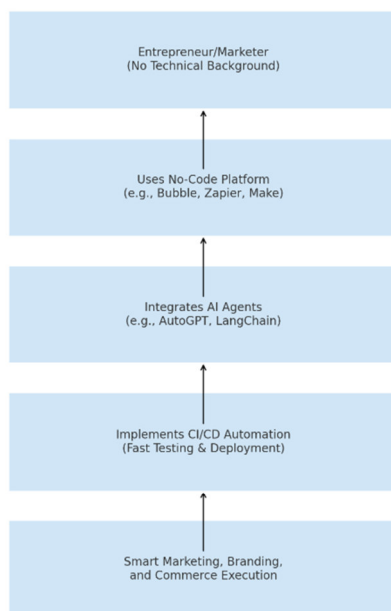 Entrepreneur/Marketer
(No Technical Background)
Uses No-Code Platform
(e.g., Bubble, Zapier, Make)
Integrates AI Agents
(e.g., AutoGPT, LangChain)
Implements CI/CD Automation
(Fast Testing & Deployment)
Smart Marketing, Branding,
and Commerce Execution